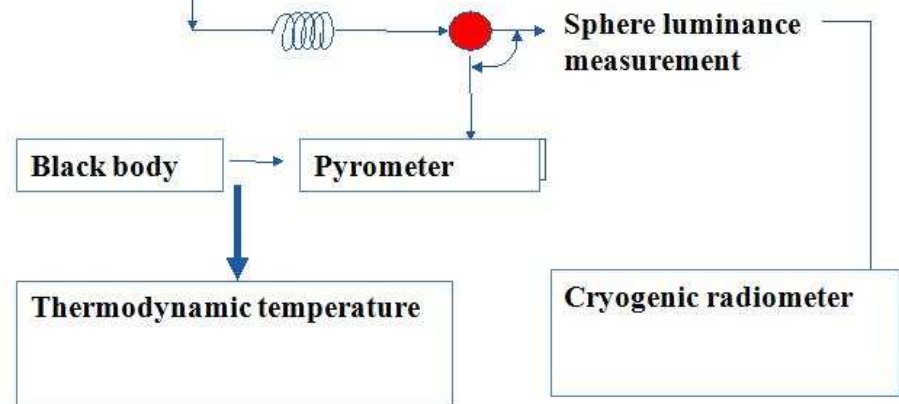 Sphere luminance
measurement
Black body
Pyrometer
Thermodynamic temperature
Cryogenic radiometer